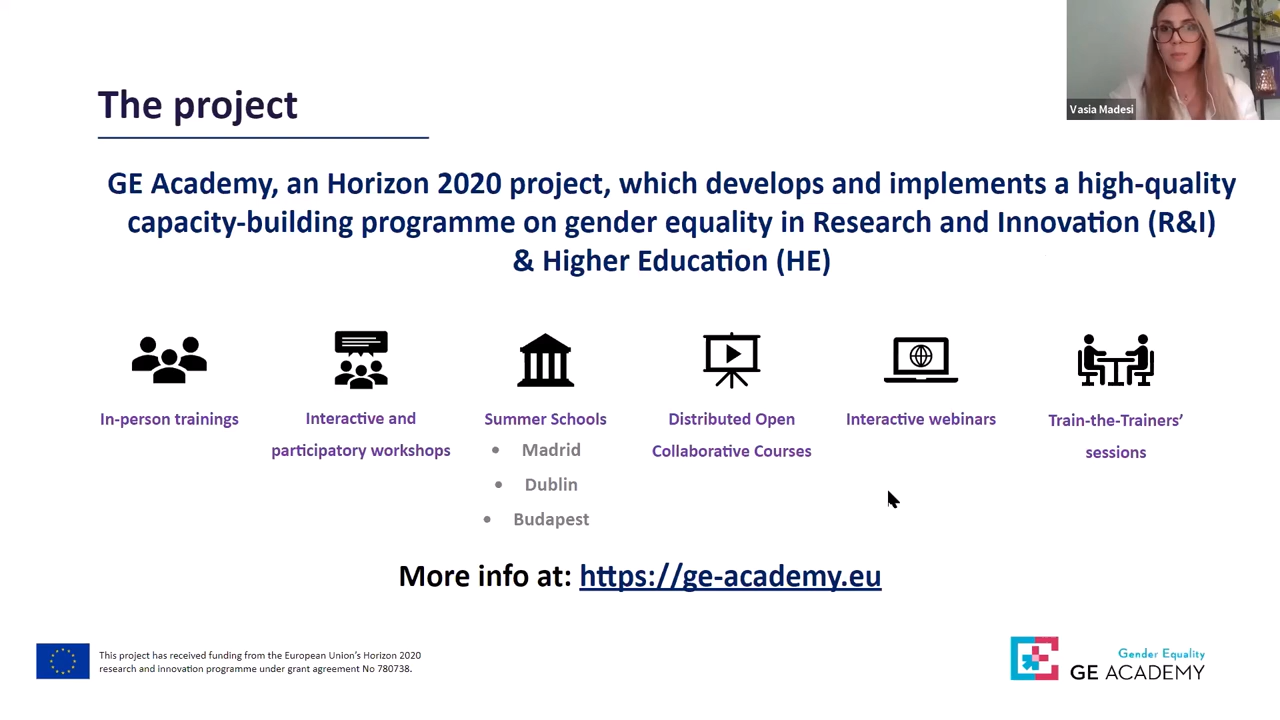 Vasia Madesi
The project
GE Academy, an Horizon 2020 project, which develops and implements a high-quality
capacity-building programme on gender equality in Research and Innovation (R&I)
& Higher Education (HE)
In-person trainings
Interactive and
participatory workshops
Summer Schools
• Madrid
• Dublin
• Budapest
Distributed Open
Collaborative Courses
Interactive webinars
Train-the-Trainers’
sessions
More info at: https://ge-academy.eu
This project has received funding from the European Union’s Horizon 2020
research and innovation programme under grant agreement No 780738.
Gender Equality
GE ACADEMY